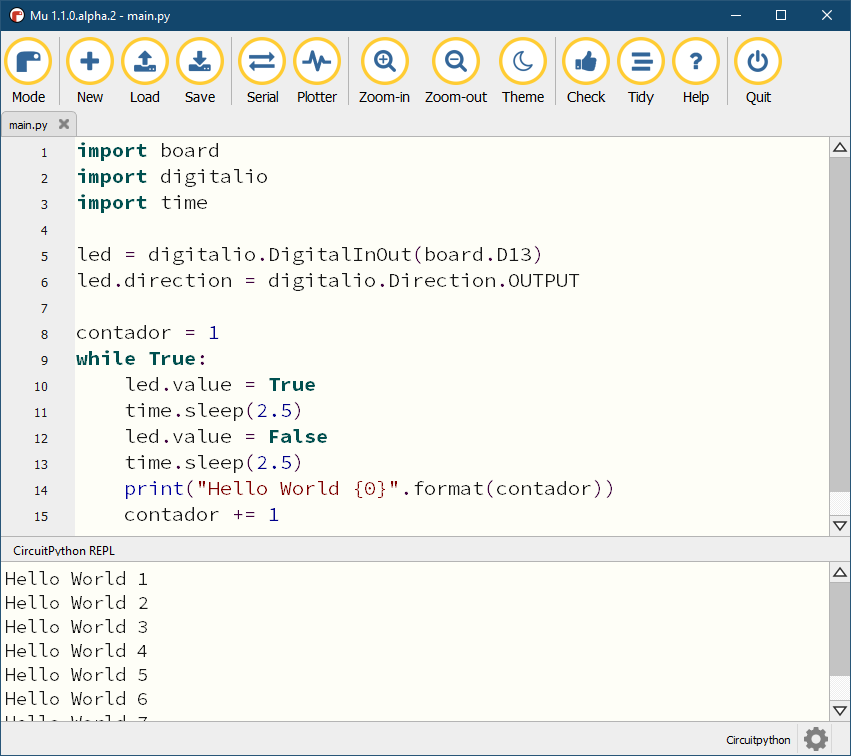 Mu 1.1.0.alpha.2 - main.py
Mode New Load Save Serial Plotter Zoom-in Zoom-out Theme Check Tidy Help Quit
main.py
1 import board
2 import digitalio
3 import time
4
5 led = digitalio.DigitalInOut(board.D13)
6 led.direction = digitalio.Direction.OUTPUT
7
8 contador = 1
9 while True:
10     led.value = True
11     time.sleep(2.5)
12     led.value = False
13     time.sleep(2.5)
14     print("Hello World {0}".format(contador))
15     contador += 1
CircuitPython REPL
Hello World 1
Hello World 2
Hello World 3
Hello World 4
Hello World 5
Hello World 6
Hello World 7
Circuitpython